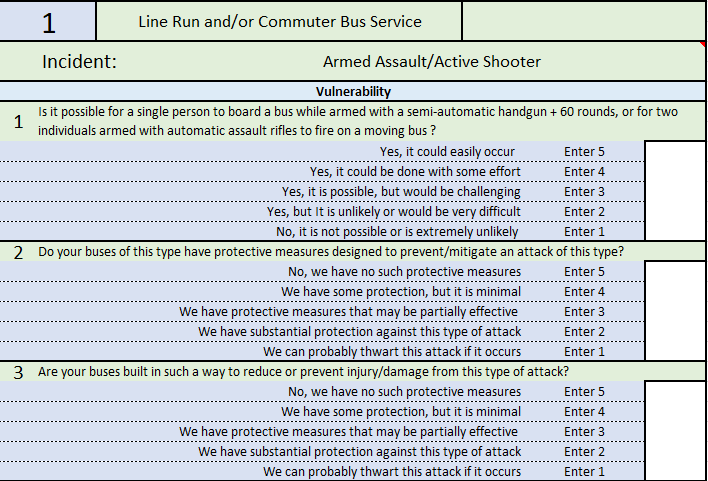 1 Line Run and/or Commuter Bus Service
Incident: Armed Assault/Active Shooter
Vulnerability
1 Is it possible for a single person to board a bus while armed with a semi-automatic handgun + 60 rounds, or for two
individuals armed with automatic assault rifles to fire on a moving bus ?
Yes, it could easily occur Enter 5
Yes, it could be done with some effort Enter 4
Yes, it is possible, but would be challenging Enter 3
Yes, but It is unlikely or would be very difficult Enter 2
No, it is not possible or is extremely unlikely Enter 1
2 Do your buses of this type have protective measures designed to prevent/mitigate an attack of this type?
No, we have no such protective measures Enter 5
We have some protection, but it is minimal Enter 4
We have protective measures that may be partially effective Enter 3
We have substantial protection against this type of attack Enter 2
We can probably thwart this attack if it occurs Enter 1
3 Are your buses built in such a way to reduce or prevent injury/damage from this type of attack?
No, we have no such protective measures Enter 5
We have some protection, but it is minimal Enter 4
We have protective measures that may be partially effective Enter 3
We have substantial protection against this type of attack Enter 2
We can probably thwart this attack if it occurs Enter 1